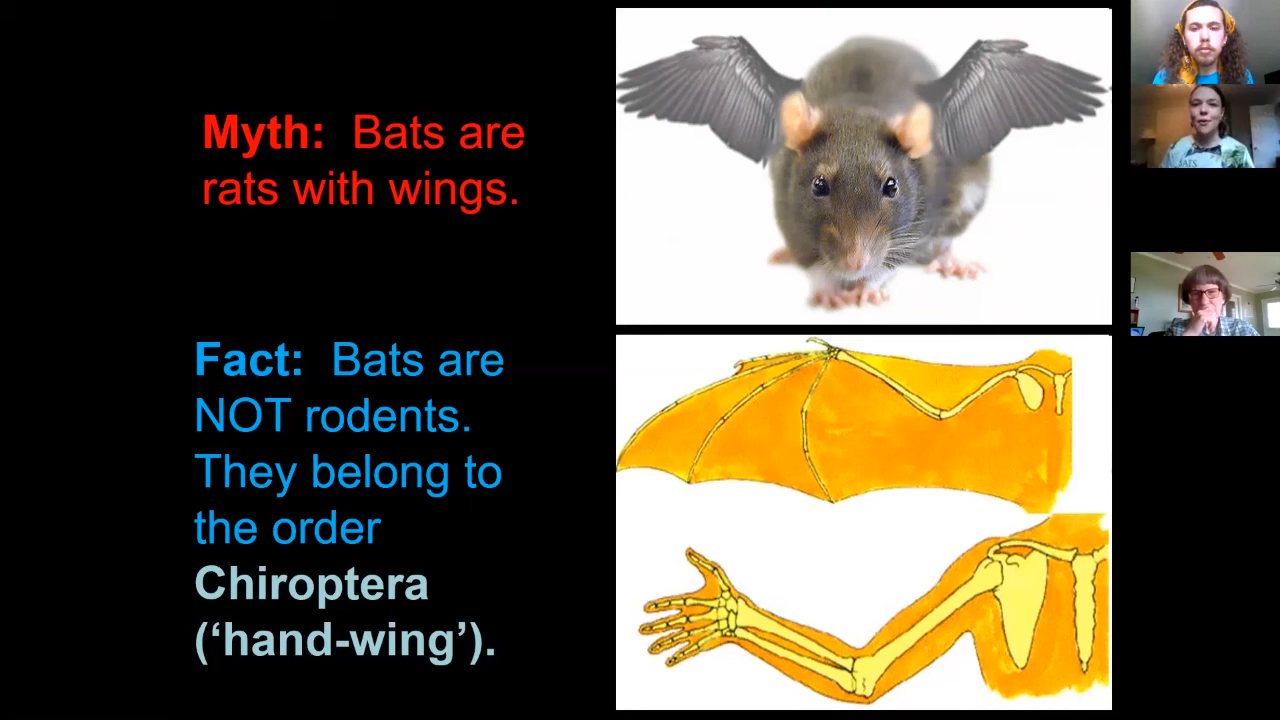 Myth: Bats are
rats with wings.
Fact: Bats are
NOT rodents.
They belong to
the order
Chiroptera
(‘hand-wing’).